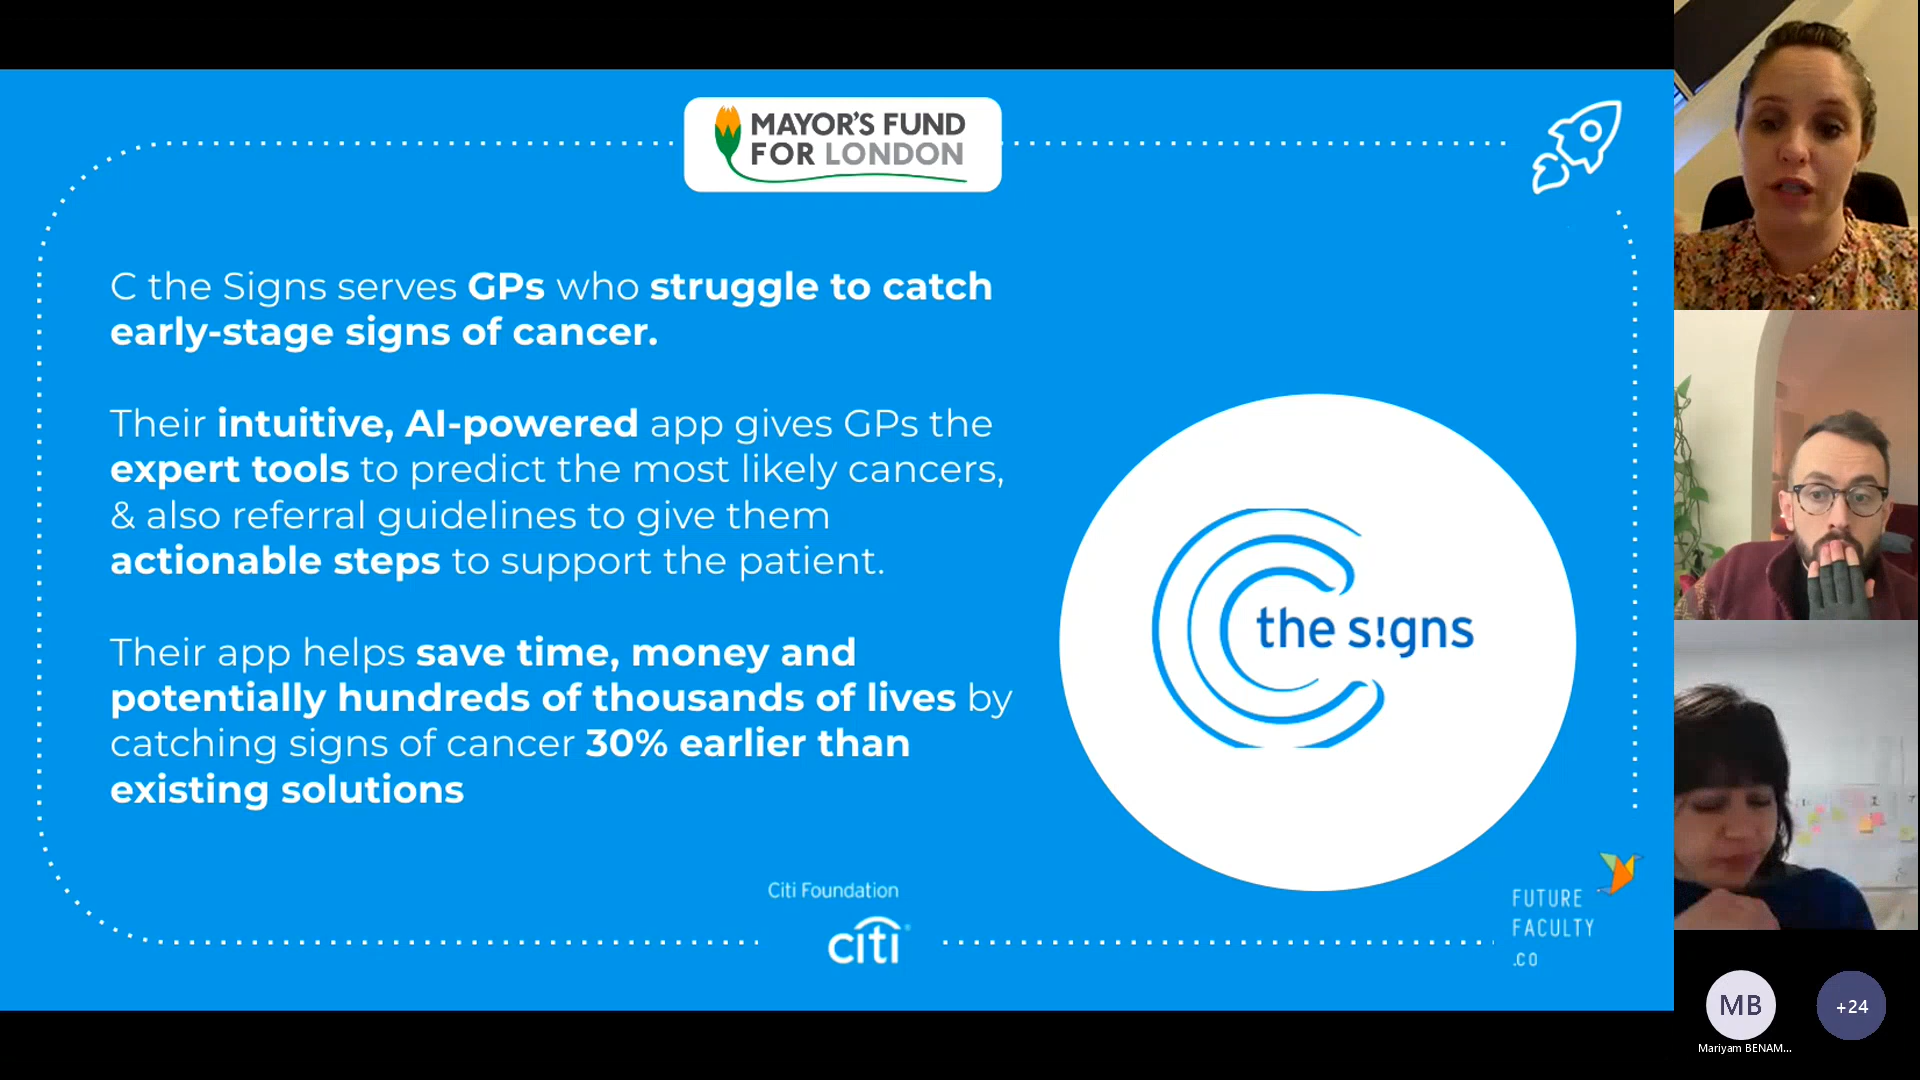 MAYOR'S FUND
FOR LONDON
C the Signs serves GPs who struggle to catch
early-stage signs of cancer.
Their intuitive, AI-powered app gives GPs the
expert tools to predict the most likely cancers,
& also referral guidelines to give them
actionable steps to support the patient.
Their app helps save time, money and
potentially hundreds of thousands of lives by
catching signs of cancer 30% earlier than
existing solutions
the s!gns
Citi Foundation
citi
FUTURE
FACULTY
.CO
MB
+24
Mariyam BENAM...